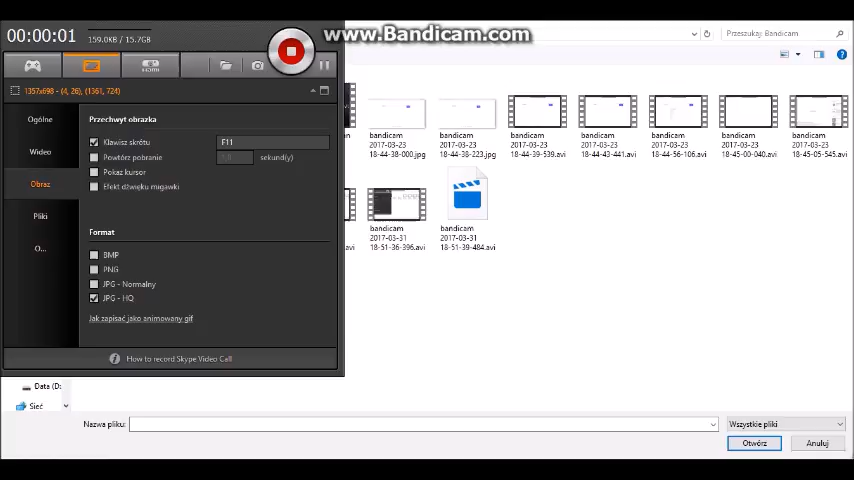 00:00:01
159.0KB / 15.7GB
www.Bandicam.com
Przeszukaj: Bandicam
HDMI
1357x698 - (4, 26), (1361, 724)
Ogólne
Wideo
Obraz
Pliki
O...
Przechwyt obrazka
Klawisz skrótu
F11
Powtórz pobranie
sekund(y)
Pokaż kursor
Efekt dźwięku migawki
Format
BMP
PNG
JPG - Normalny
JPG - HQ
Jak zapisać jako animowany gif
How to record Skype Video Call
bandicam
2017-03-23
18-44-38-000.jpg
bandicam
2017-03-23
18-44-38-223.jpg
bandicam
2017-03-23
18-44-39-539.avi
bandicam
2017-03-23
18-44-43-441.avi
bandicam
2017-03-23
18-44-56-106.avi
bandicam
2017-03-23
18-45-00-040.avi
bandicam
2017-03-23
18-45-05-545.avi
vi
bandicam
2017-03-31
18-51-36-396.avi
bandicam
2017-03-31
18-51-39-484.avi
Data (D:
Sieć
Nazwa pliku:
Wszystkie pliki
Otwórz
Anuluj